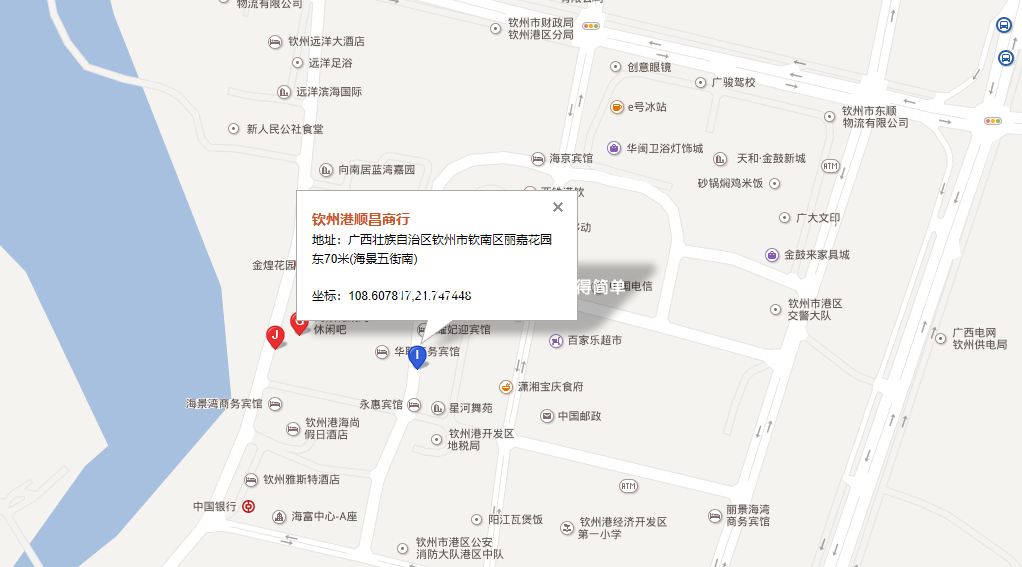 物流有限公司
钦州市财政局
钦州港区分局
钦州远洋大酒店
远洋足浴
创意眼镜
广骏驾校
远洋滨海国际
e号冰站
钦州市东顺
物流有限公司
新人民公社食堂
华闽卫浴灯饰城
海京宾馆
天和·金鼓新城
ATM
向南居蓝湾嘉园
砂锅焖鸡米饭
广大文印
钦州港顺昌商行
地址：广西壮族自治区钦州市钦南区丽嘉花园
东70米(海景五街南)
坐标：108.607817,21.747448
金鼓来家具城
金煌花园
得简单
国电信
钦州市港区
交警大队
J
休闲吧
妃迎宾馆
广西电网
钦州供电局
百家乐超市
I
务宾馆
潇湘宝庆食府
海景湾商务宾馆
永惠宾馆
星河舞苑
中国邮政
钦州港海尚
假日酒店
钦州港开发区
地税局
钦州雅斯特酒店
ATM
中国银行
海富中心-A座
阳江瓦煲饭
钦州港经济开发区
第一小学
丽景海湾
商务宾馆
钦州市港区公安
消防大队港区中队